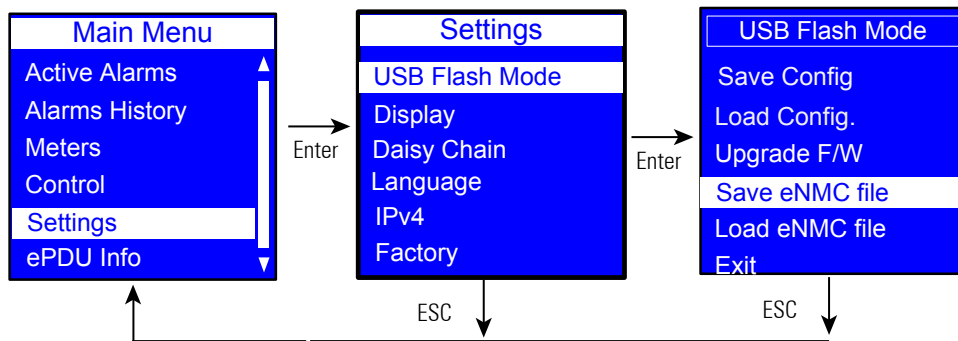 Main Menu
Active Alarms
Alarms History
Meters
Control
Settings
ePDU Info
Enter
Settings
USB Flash Mode
Display
Daisy Chain
Language
IPv4
Factory
Enter
USB Flash Mode
Save Config
Load Config.
Upgrade F/W
Save eNMC file
Load eNMC file
Exit
ESC
ESC